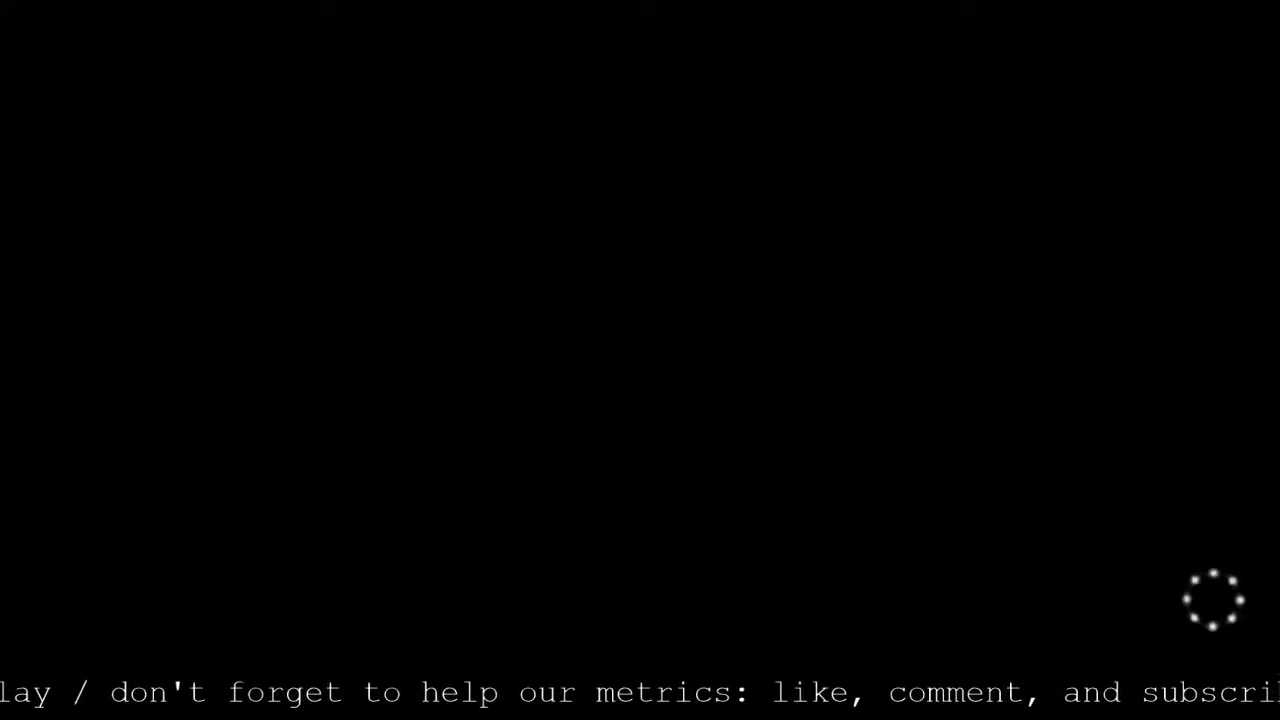 lay / don't forget to help our metrics: like, comment, and subscri